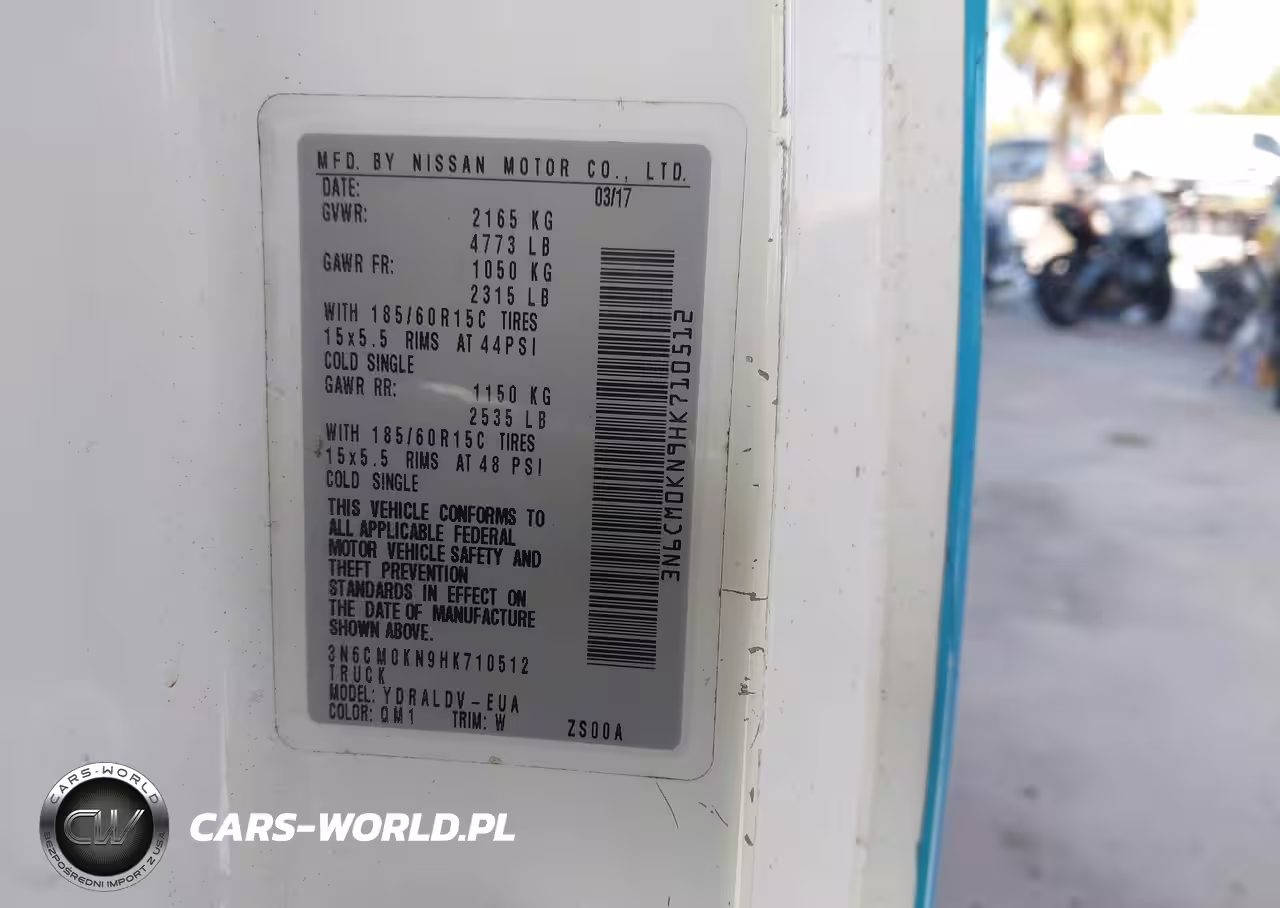 MFD. BY NISSAN MOTOR CO., LTD.
DATE: 03/17
GVWR: 2165 KG
4773 LB
GAWR FR: 1050 KG
2315 LB
WITH 185/60R15C TIRES
15x5.5 RIMS AT 44PSI
COLD SINGLE
GAWR RR: 1150 KG
2535 LB
WITH 185/60R15C TIRES
15x5.5 RIMS AT 48 PSI
COLD SINGLE
THIS VEHICLE CONFORMS TO
ALL APPLICABLE FEDERAL
MOTOR VEHICLE SAFETY AND
THEFT PREVENTION
STANDARDS IN EFFECT ON
THE DATE OF MANUFACTURE
SHOWN ABOVE.
3N6CM0KN9HK710512
TRUCK
MODEL: YDRALDV-EUA
COLOR: QM1 TRIM: W ZS00A
3N6CM0KN9HK710512
CARS-WORLD
CW
BEZPOŚREDNI IMPORT Z USA
CARS-WORLD.PL